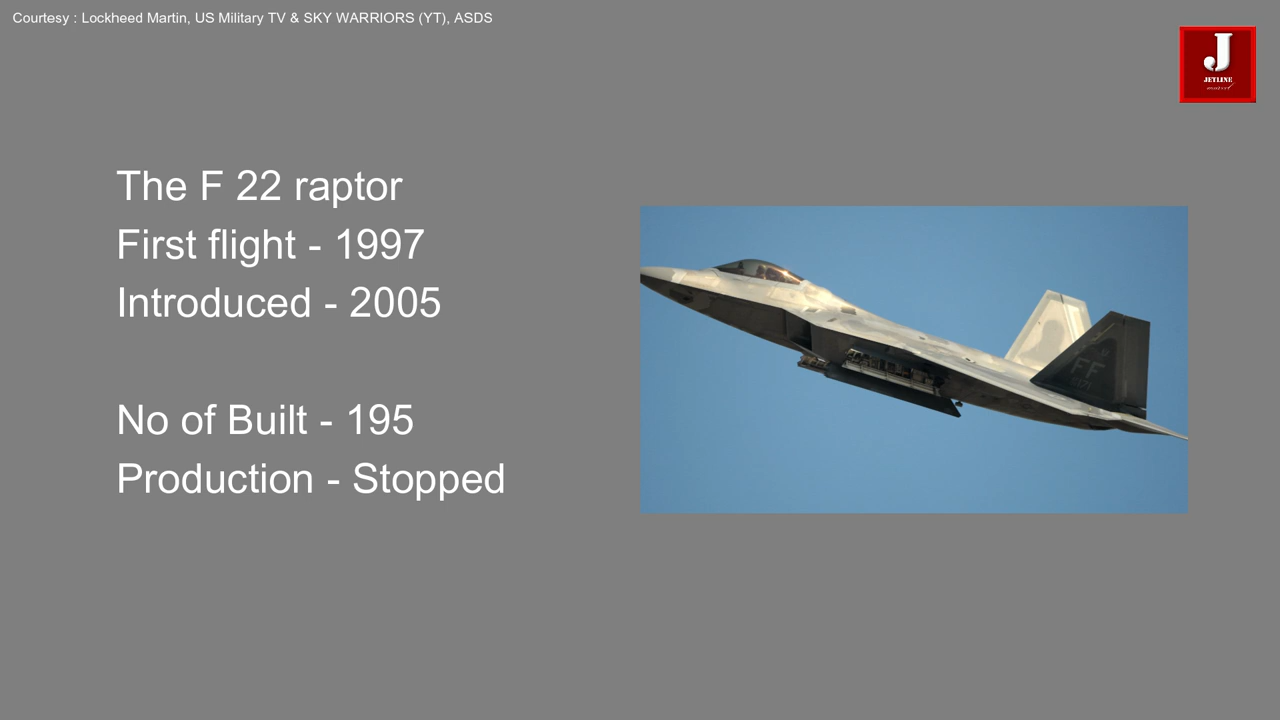 Courtesy : Lockheed Martin, US Military TV & SKY WARRIORS (YT), ASDS
J
JETLINE
The F 22 raptor
First flight - 1997
Introduced - 2005
FF
No of Built - 195
Production - Stopped